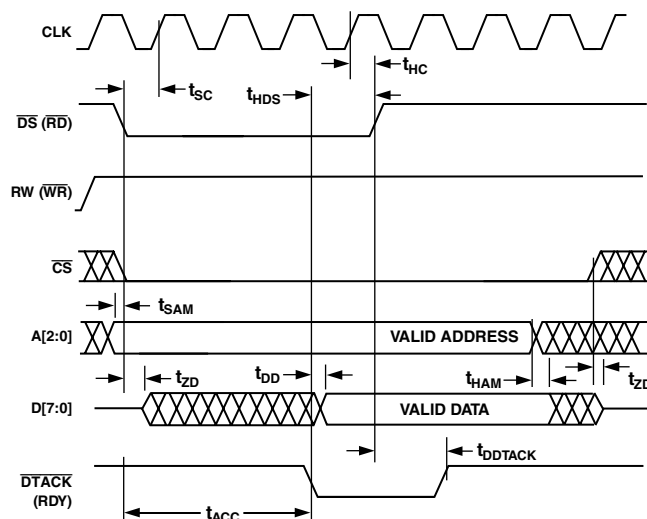 CLK
tSC
tHDS
tHC
DS (RD)
RW (WR)
CS
tSAM
A[2:0]
VALID ADDRESS
tZD
tDD
tHAM
tZD
D[7:0]
VALID DATA
tDDTACK
DTACK
(RDY)
tACC